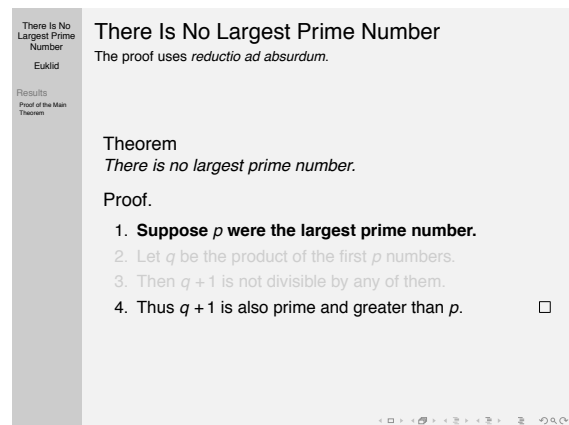 There Is No
Largest Prime
Number
Euklid
Results
Proof of the Main
Theorem
There Is No Largest Prime Number
The proof uses reductio ad absurdum.
Theorem
There is no largest prime number.
Proof.
1. Suppose p were the largest prime number.
2. Let q be the product of the first p numbers.
3. Then q + 1 is not divisible by any of them.
4. Thus q + 1 is also prime and greater than p. □